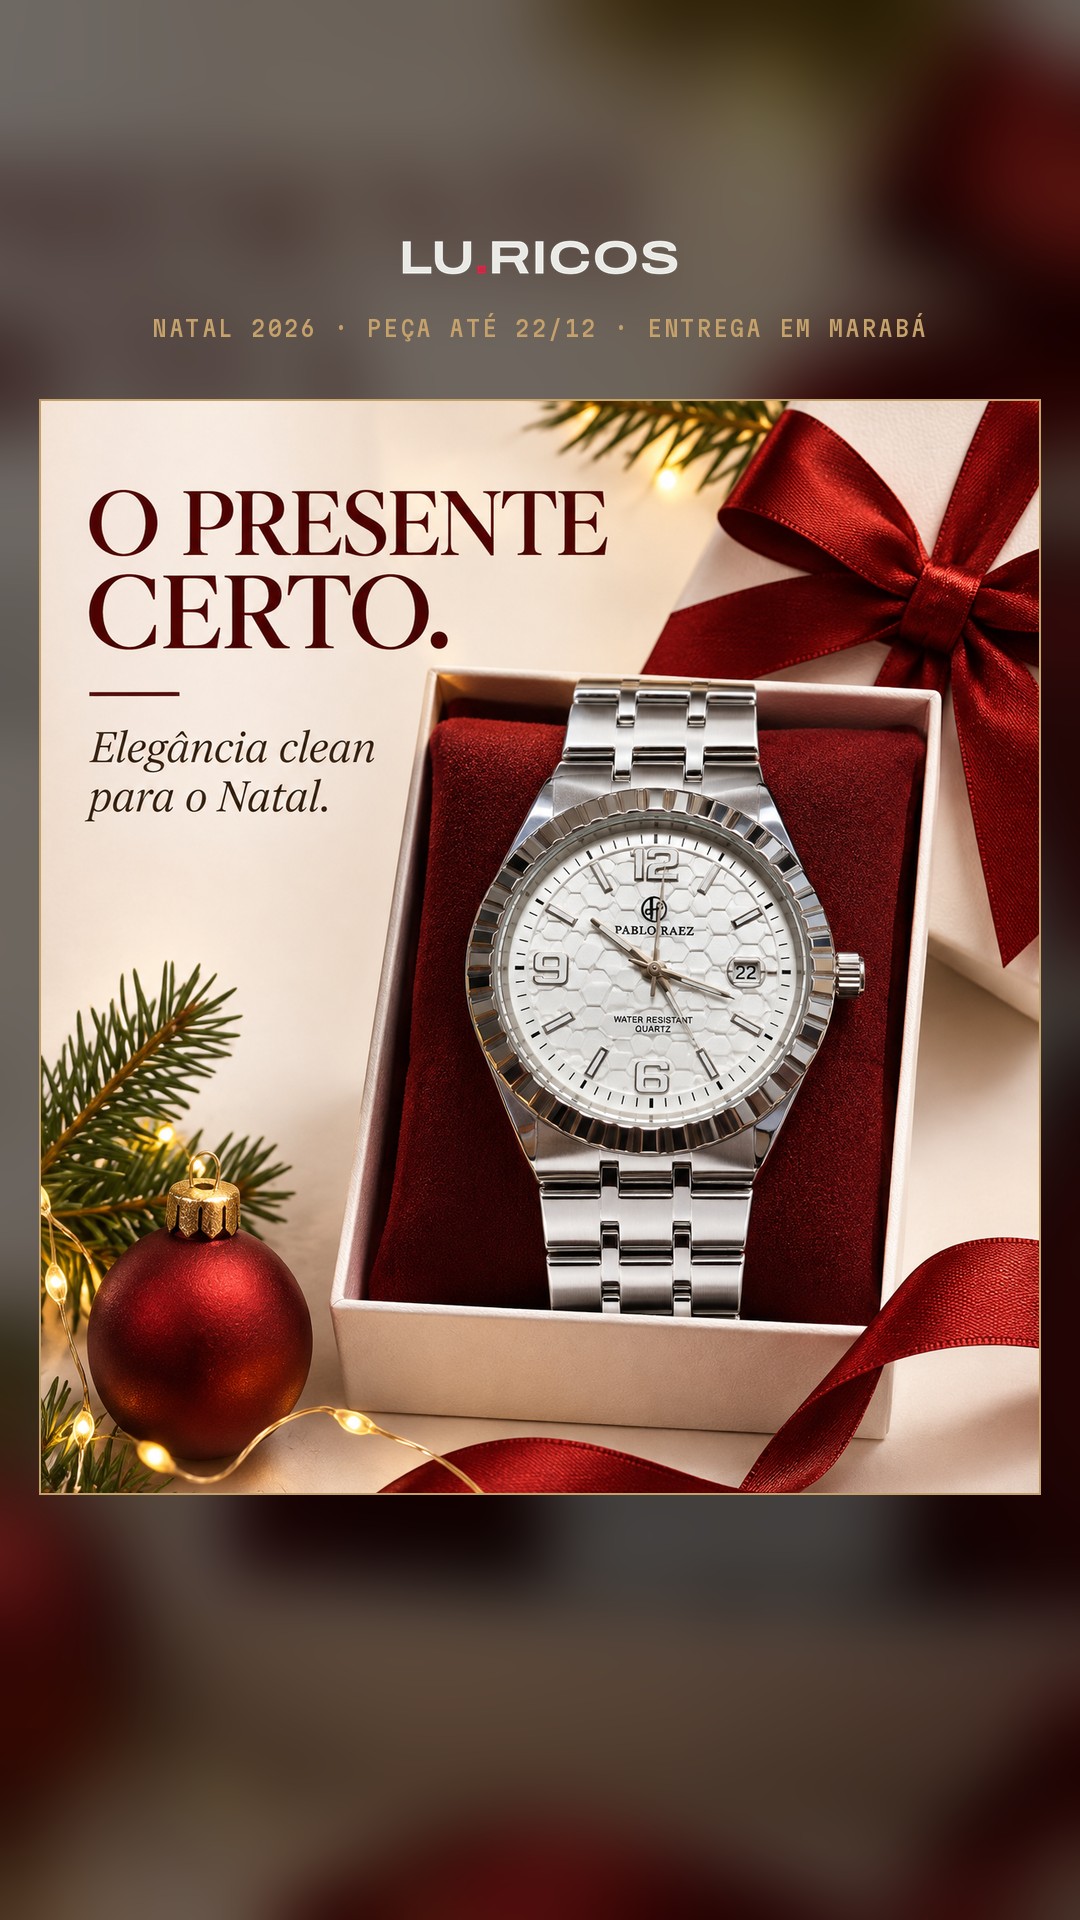 LU.RICOS
NATAL 2026 · PEÇA ATÉ 22/12 · ENTREGA EM MARABÁ
O PRESENTE
CERTO.
Elegância clean
para o Natal.
12
PABLO RAEZ
9
22
WATER RESISTANT
QUARTZ
6